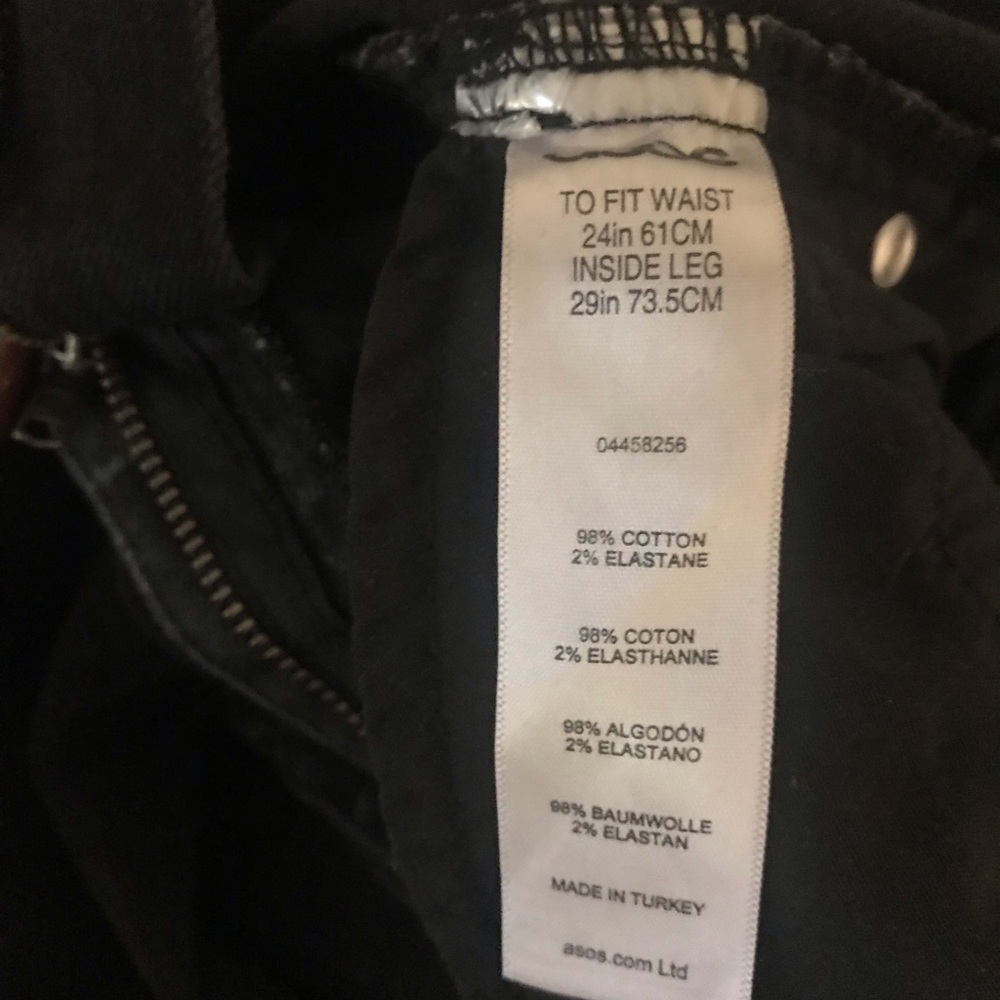 TO FIT WAIST
24in 61CM
INSIDE LEG
29in 73.5CM
04458256
98% COTTON
2% ELASTANE
98% COTON
2% ELASTHANNE
98% ALGODÓN
2% ELASTANO
98% BAUMWOLLE
2% ELASTAN
MADE IN TURKEY
asos.com Ltd